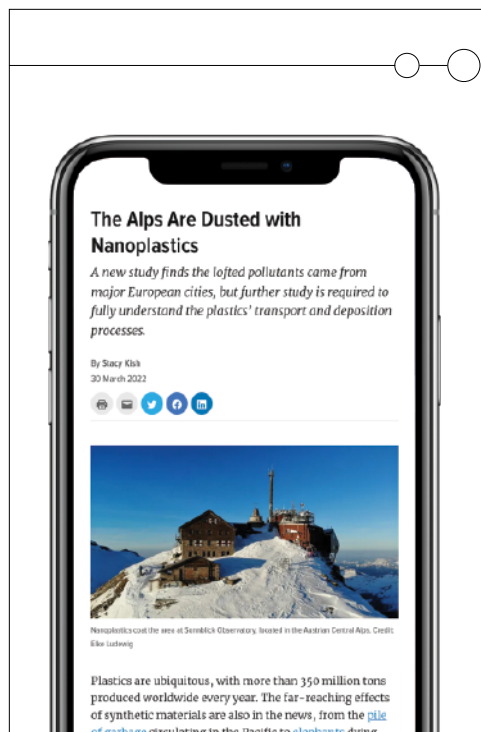 The Alps Are Dusted with
Nanoplastics
A new study finds the lofted pollutants came from
major European cities, but further study is required to
fully understand the plastics' transport and deposition
processes.
By Stacy Kish
30 March 2022
Nanoplastics coat the area at Sonnblick Observatory, located in the Austrian Central Alps. Credit:
Elke Ludewig
Plastics are ubiquitous, with more than 350 million tons
produced worldwide every year. The far-reaching effects
of synthetic materials are also in the news, from the pile
of garbage circulating in the Pacific to elephants dying